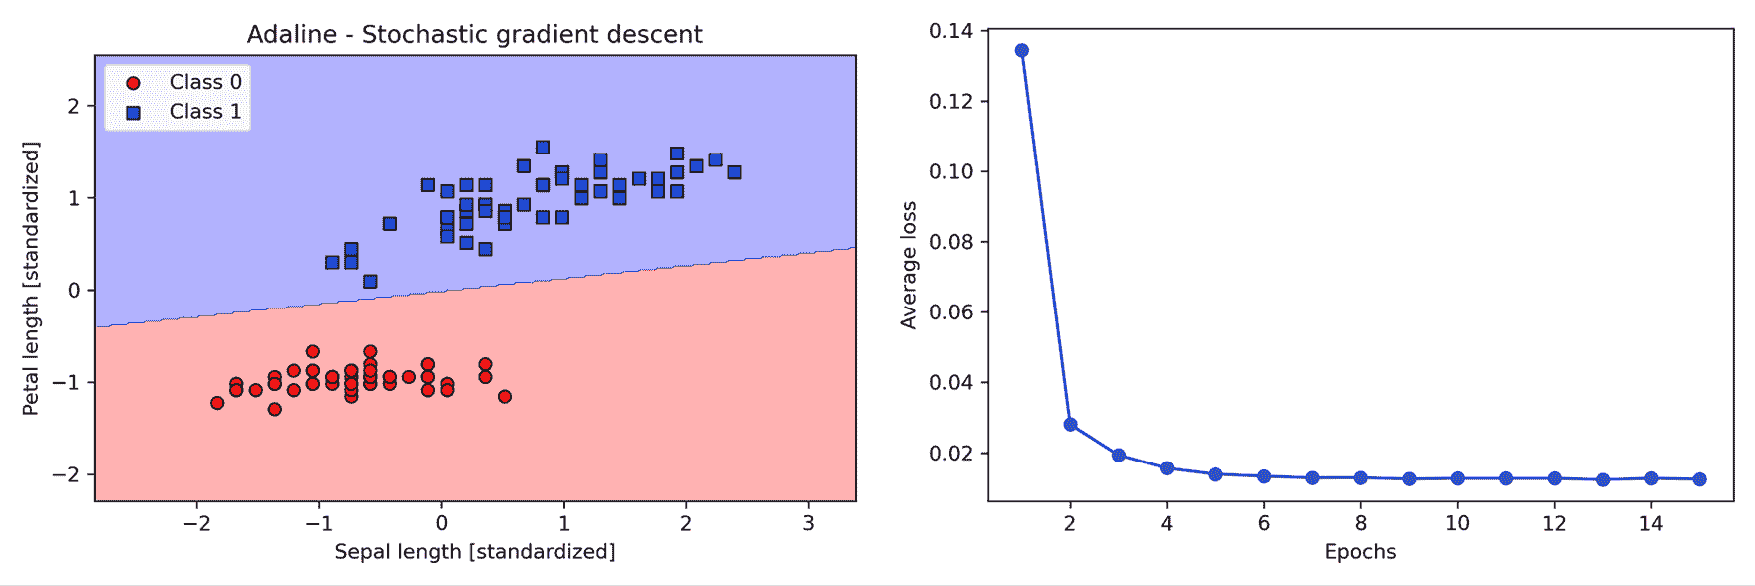 Adaline - Stochastic gradient descent
Class 0
Class 1
2
1
0
−1
−2
Petal length [standardized]
−2 −1 0 1 2 3
Sepal length [standardized]
0.14
0.12
0.10
0.08
0.06
0.04
0.02
Average loss
2 4 6 8 10 12 14
Epochs